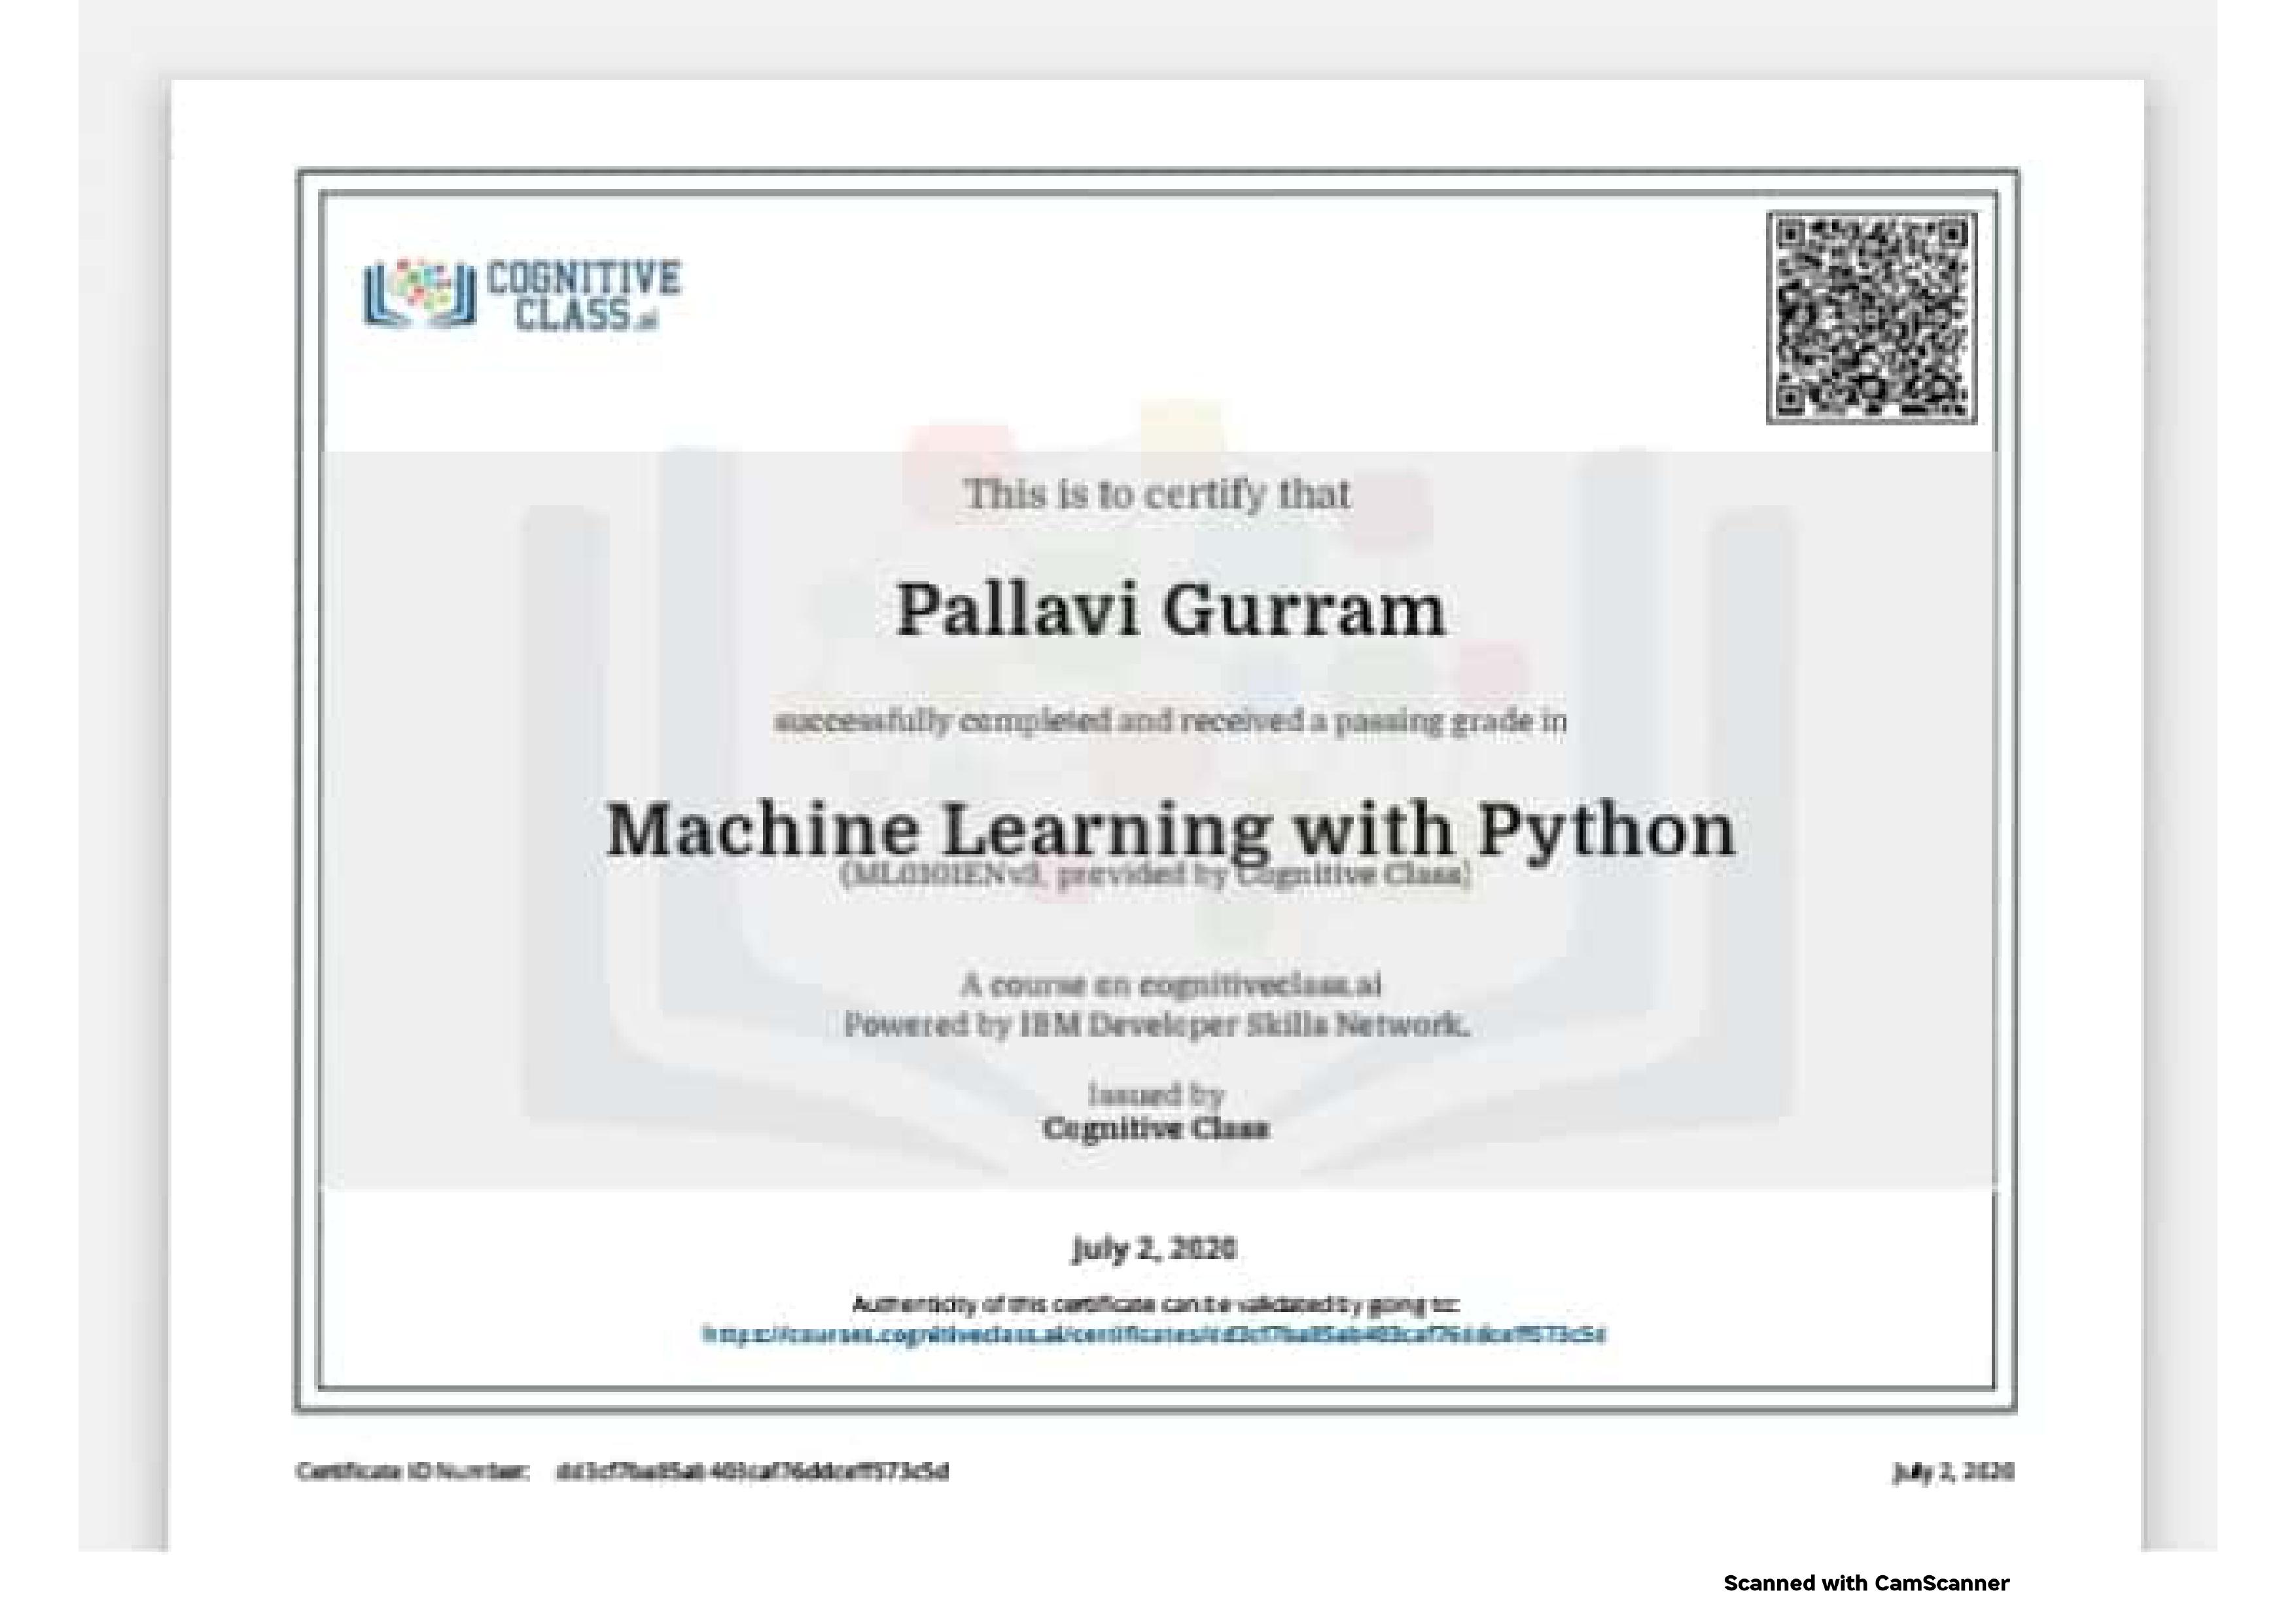 COGNITIVE
CLASS.ai
This is to certify that
Pallavi Gurram
successfully completed and received a passing grade in
Machine Learning with Python
(ML0101ENv3, provided by Cognitive Class)
A course on cognitiveclass.ai
Powered by IBM Developer Skills Network.
Issued by
Cognitive Class
July 2, 2020
Authenticity of this certificate can be validated by going to:
Certificate ID Number:
July 2, 2020
Scanned with CamScanner